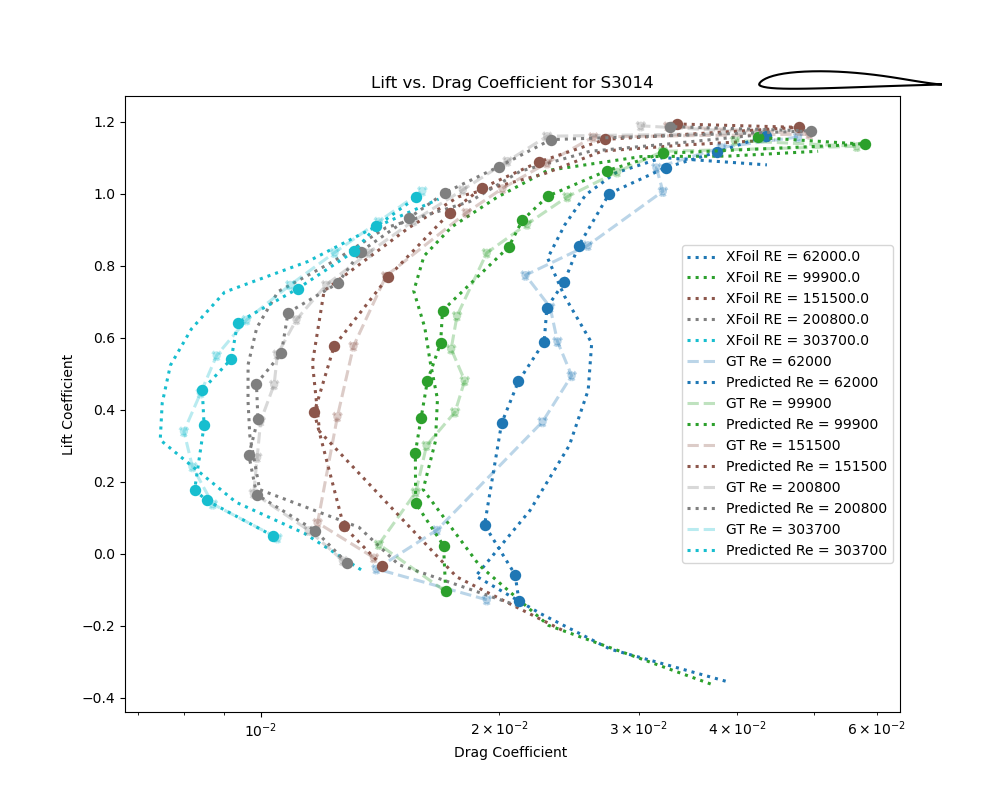 Lift vs. Drag Coefficient for S3014
1.2
1.0
0.8
0.6
0.4
0.2
0.0
−0.2
−0.4
Lift Coefficient
XFoil RE = 62000.0
XFoil RE = 99900.0
XFoil RE = 151500.0
XFoil RE = 200800.0
XFoil RE = 303700.0
GT Re = 62000
Predicted Re = 62000
GT Re = 99900
Predicted Re = 99900
GT Re = 151500
Predicted Re = 151500
GT Re = 200800
Predicted Re = 200800
GT Re = 303700
Predicted Re = 303700
10⁻² 2 × 10⁻² 3 × 10⁻² 4 × 10⁻² 6 × 10⁻²
Drag Coefficient